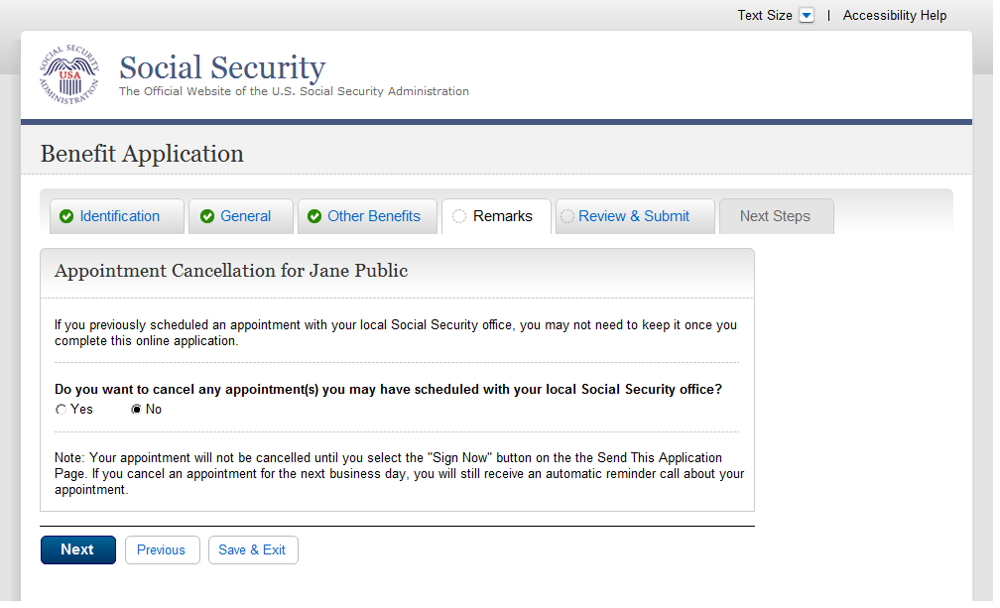 Text Size | Accessibility Help
SOCIAL SECURITY ADMINISTRATION
USA
Social Security
The Official Website of the U.S. Social Security Administration
Benefit Application
Identification General Other Benefits Remarks Review & Submit Next Steps
Appointment Cancellation for Jane Public
If you previously scheduled an appointment with your local Social Security office, you may not need to keep it once you
complete this online application.
Do you want to cancel any appointment(s) you may have scheduled with your local Social Security office?
Yes No
Note: Your appointment will not be cancelled until you select the "Sign Now" button on the the Send This Application
Page. If you cancel an appointment for the next business day, you will still receive an automatic reminder call about your
appointment.
Next Previous Save & Exit